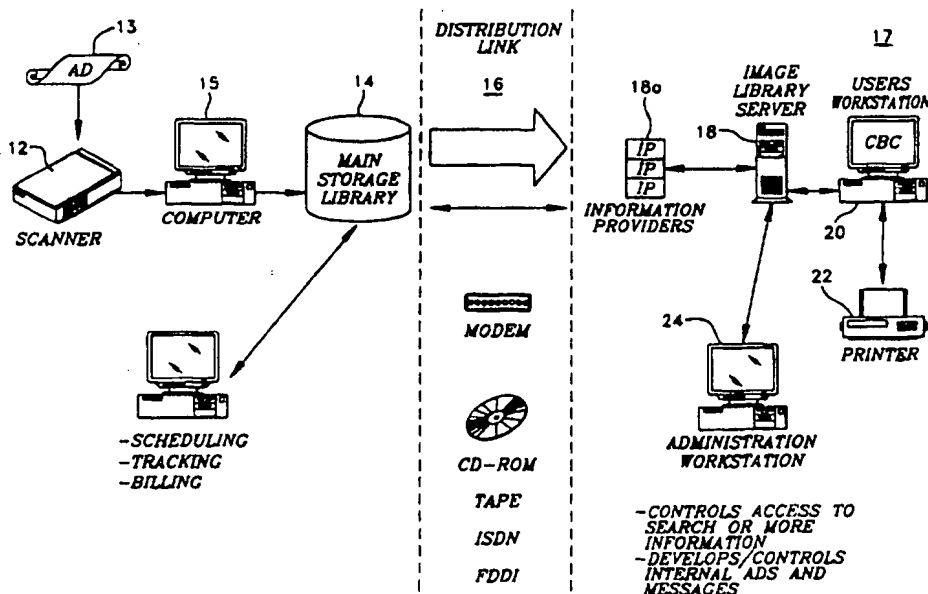 13
AD
12
SCANNER
15
COMPUTER
14
MAIN
STORAGE
LIBRARY
-SCHEDULING
-TRACKING
-BILLING
DISTRIBUTION
LINK
16
MODEM
CD-ROM
TAPE
ISDN
FDDI
17
18a
IP
IP
IP
INFORMATION
PROVIDERS
IMAGE
LIBRARY
SERVER
18
USERS
WORKSTATION
CBC
20
22
PRINTER
24
ADMINISTRATION
WORKSTATION
-CONTROLS ACCESS TO
SEARCH OR MORE
INFORMATION
-DEVELOPS/CONTROLS
INTERNAL ADS AND
MESSAGES